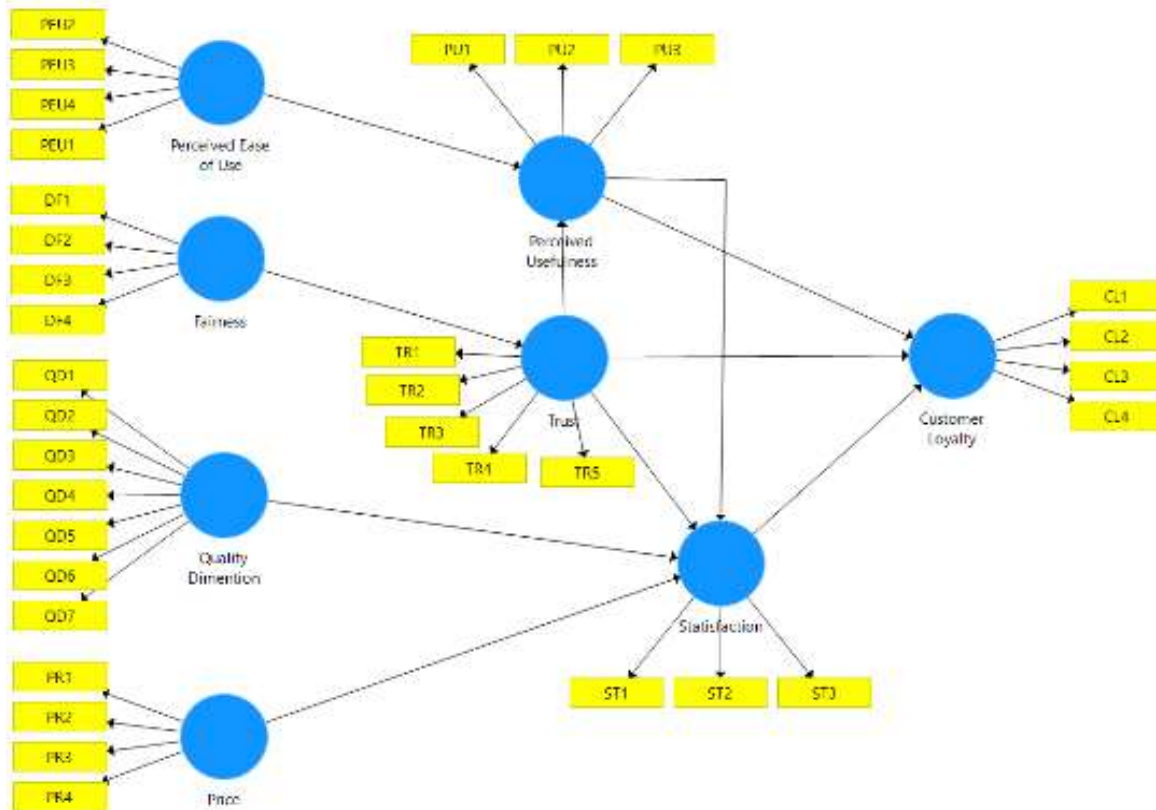 PEU2
PEU3
PEU4
PEU1
Perceived Ease
of Use
PU1
PU2
PU3
Perceived
Usefulness
DF1
DF2
DF3
DF4
Fairness
TR1
TR2
TR3
TR4
TR5
Trust
CL1
CL2
CL3
CL4
Customer
Loyalty
QD1
QD2
QD3
QD4
QD5
QD6
QD7
Quality
Dimention
Statisfaction
ST1
ST2
ST3
PR1
PR2
PR3
PR4
Price